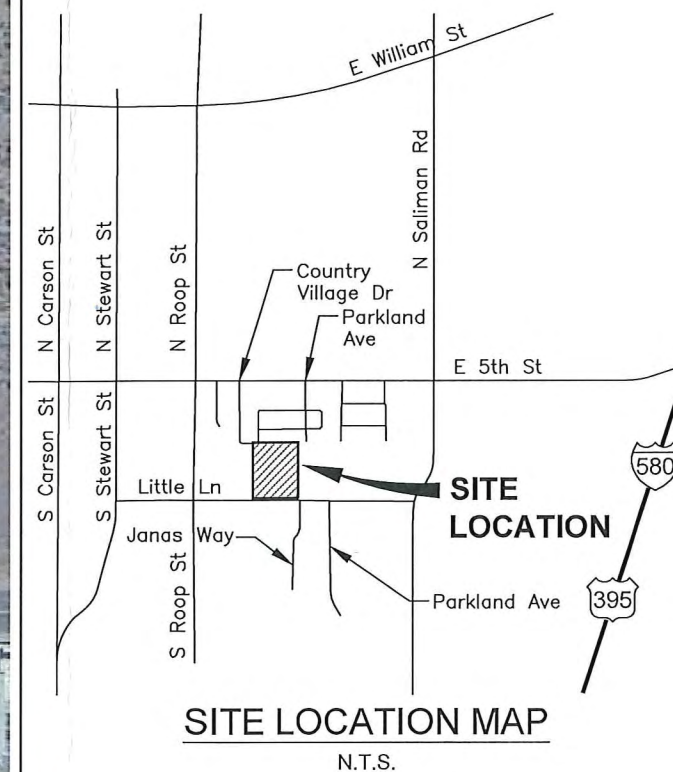 E William St
N Carson St
N Stewart St
N Roop St
N Saliman Rd
Country
Village Dr
Parkland
Ave
E 5th St
S Carson St
S Stewart St
Little Ln
SITE
LOCATION
580
Janas Way
S Roop St
Parkland Ave
395
SITE LOCATION MAP
N.T.S.